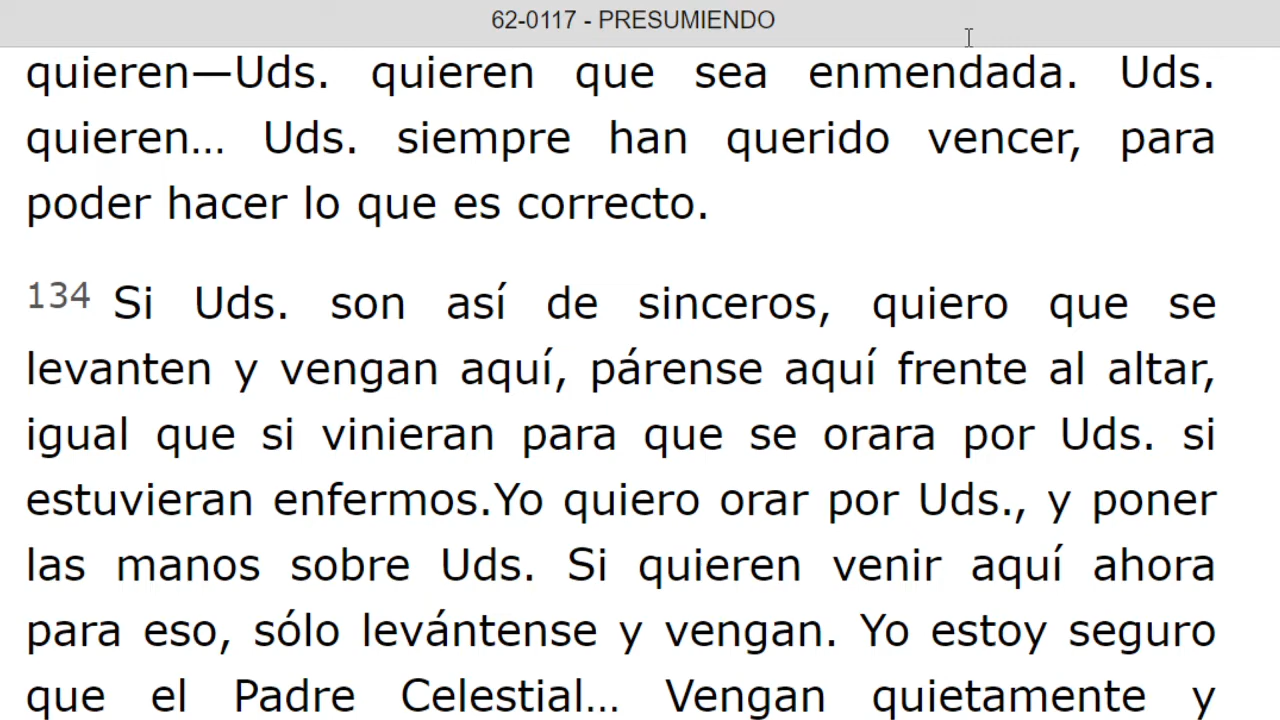 62-0117 - PRESUMIENDO
quieren—Uds. quieren que sea enmendada. Uds.
quieren… Uds. siempre han querido vencer, para
poder hacer lo que es correcto.
134 Si Uds. son así de sinceros, quiero que se
levanten y vengan aquí, párense aquí frente al altar,
igual que si vinieran para que se orara por Uds. si
estuvieran enfermos.Yo quiero orar por Uds., y poner
las manos sobre Uds. Si quieren venir aquí ahora
para eso, sólo levántense y vengan. Yo estoy seguro
que el Padre Celestial… Vengan quietamente y